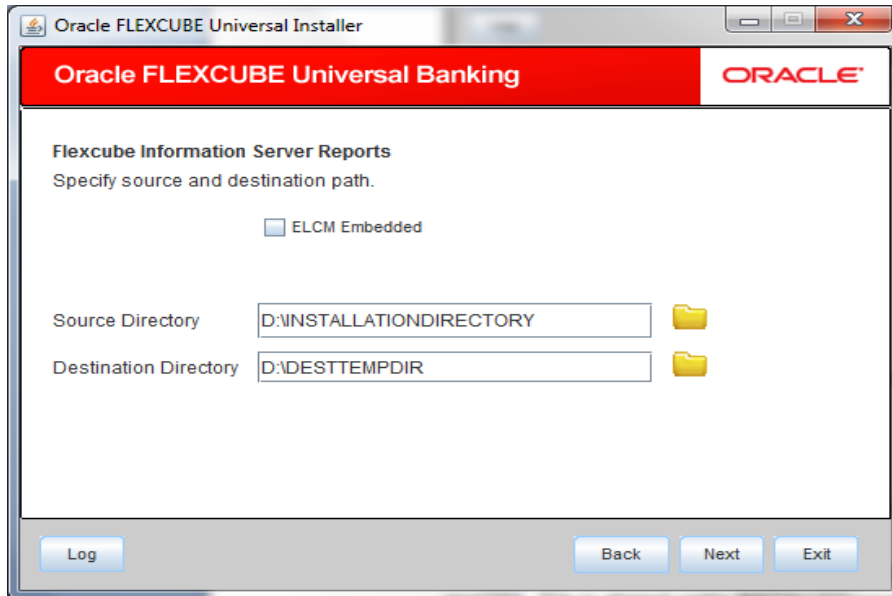 Oracle FLEXCUBE Universal Installer
Oracle FLEXCUBE Universal Banking
ORACLE
Flexcube Information Server Reports
Specify source and destination path.
ELCM Embedded
Source Directory D:\INSTALLATIONDIRECTORY
Destination Directory D:\DESTTEMPDIR
Log Back Next Exit